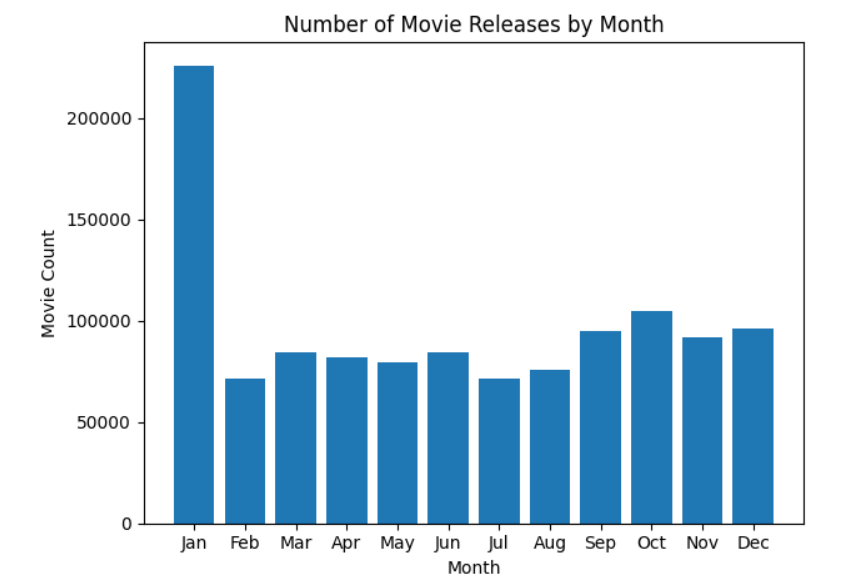 Number of Movie Releases by Month
Movie Count
200000
150000
100000
50000
0
Jan Feb Mar Apr May Jun Jul Aug Sep Oct Nov Dec
Month